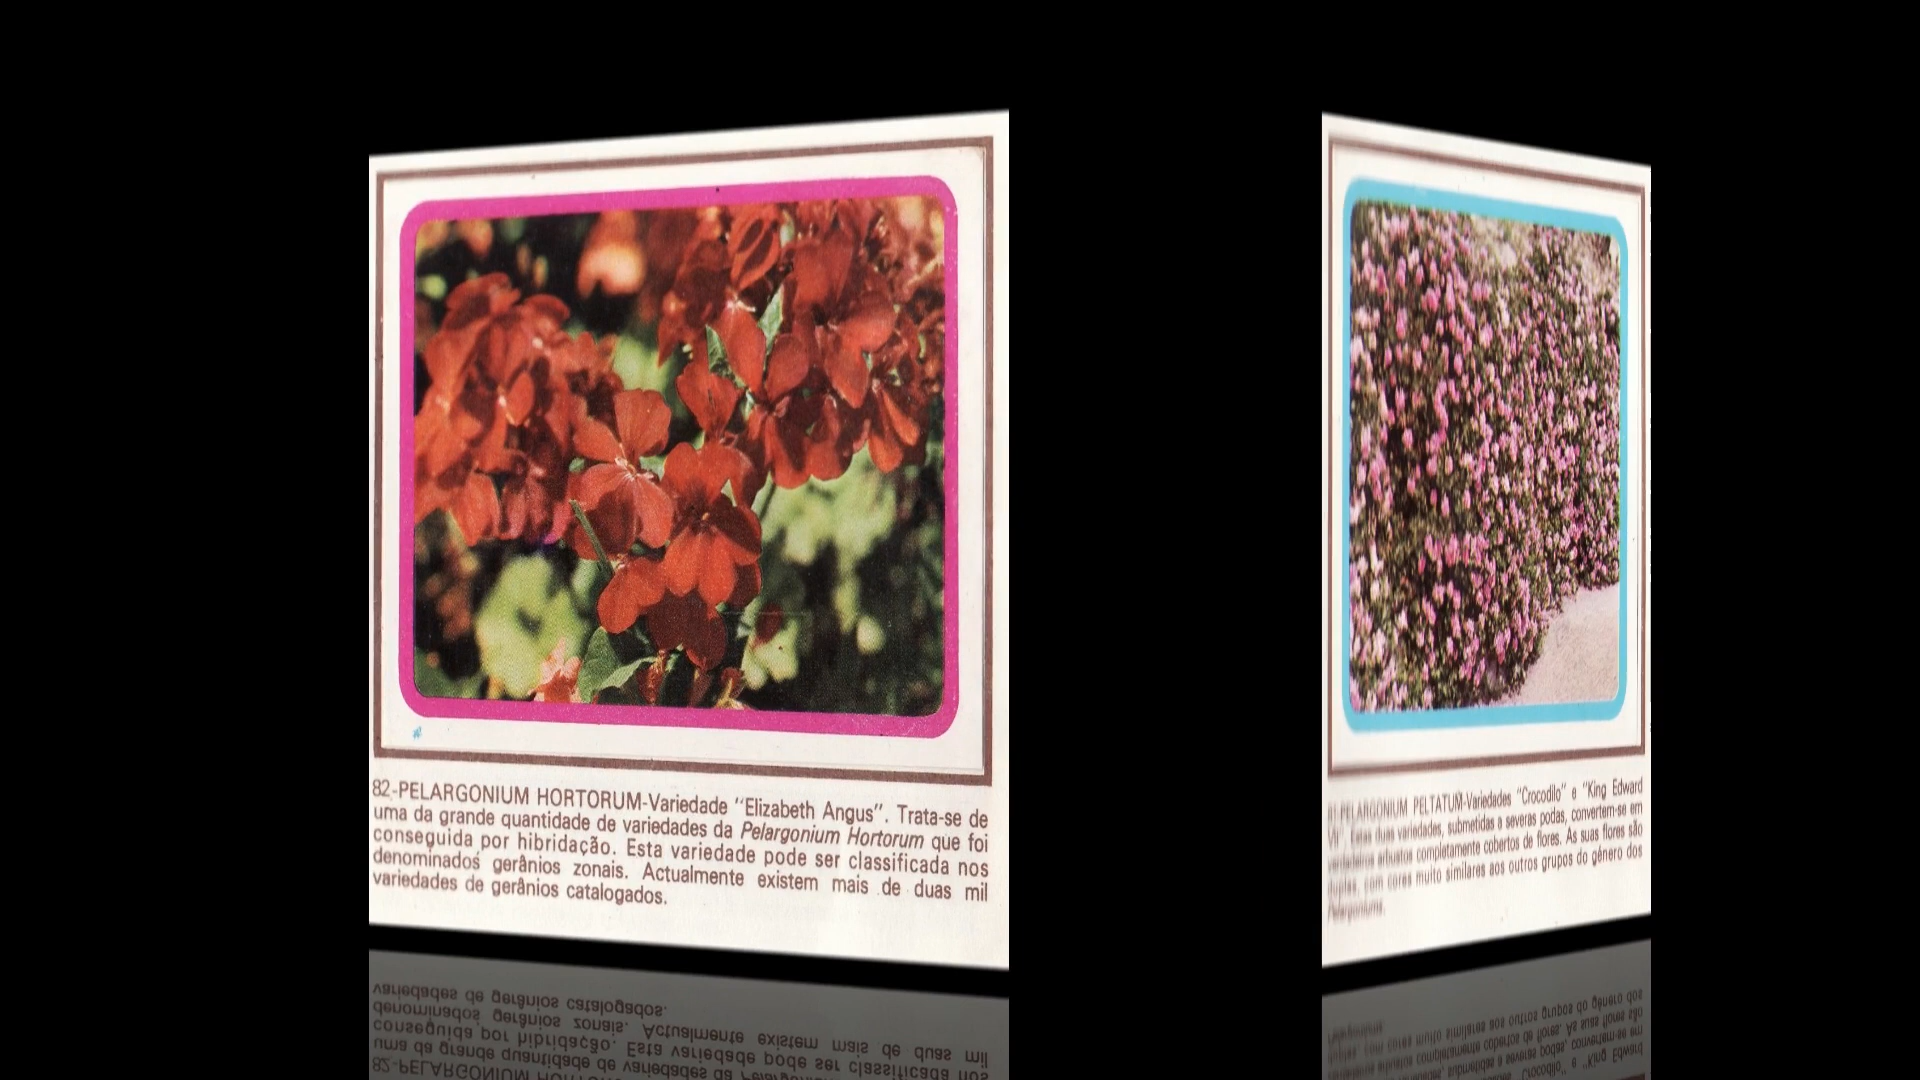 82-PELARGONIUM HORTORUM-Variedade "Elizabeth Angus". Trata-se de
uma da grande quantidade de variedades da Pelargonium Hortorum que foi
conseguida por hibridação. Esta variedade pode ser classificada nos
denominados gerânios zonais. Actualmente existem mais de duas mil
variedades de gerânios catalogados.
81-PELARGONIUM PELTATUM-Variedades "Crocodilo" e "King Edward
VII". Estas duas variedades, submetidas a severas podas, convertem-se em
verdadeiros arbustos completamente cobertos de flores. As suas flores são
duplas, com cores muito similares aos outros grupos do género dos
Pelargoniums.